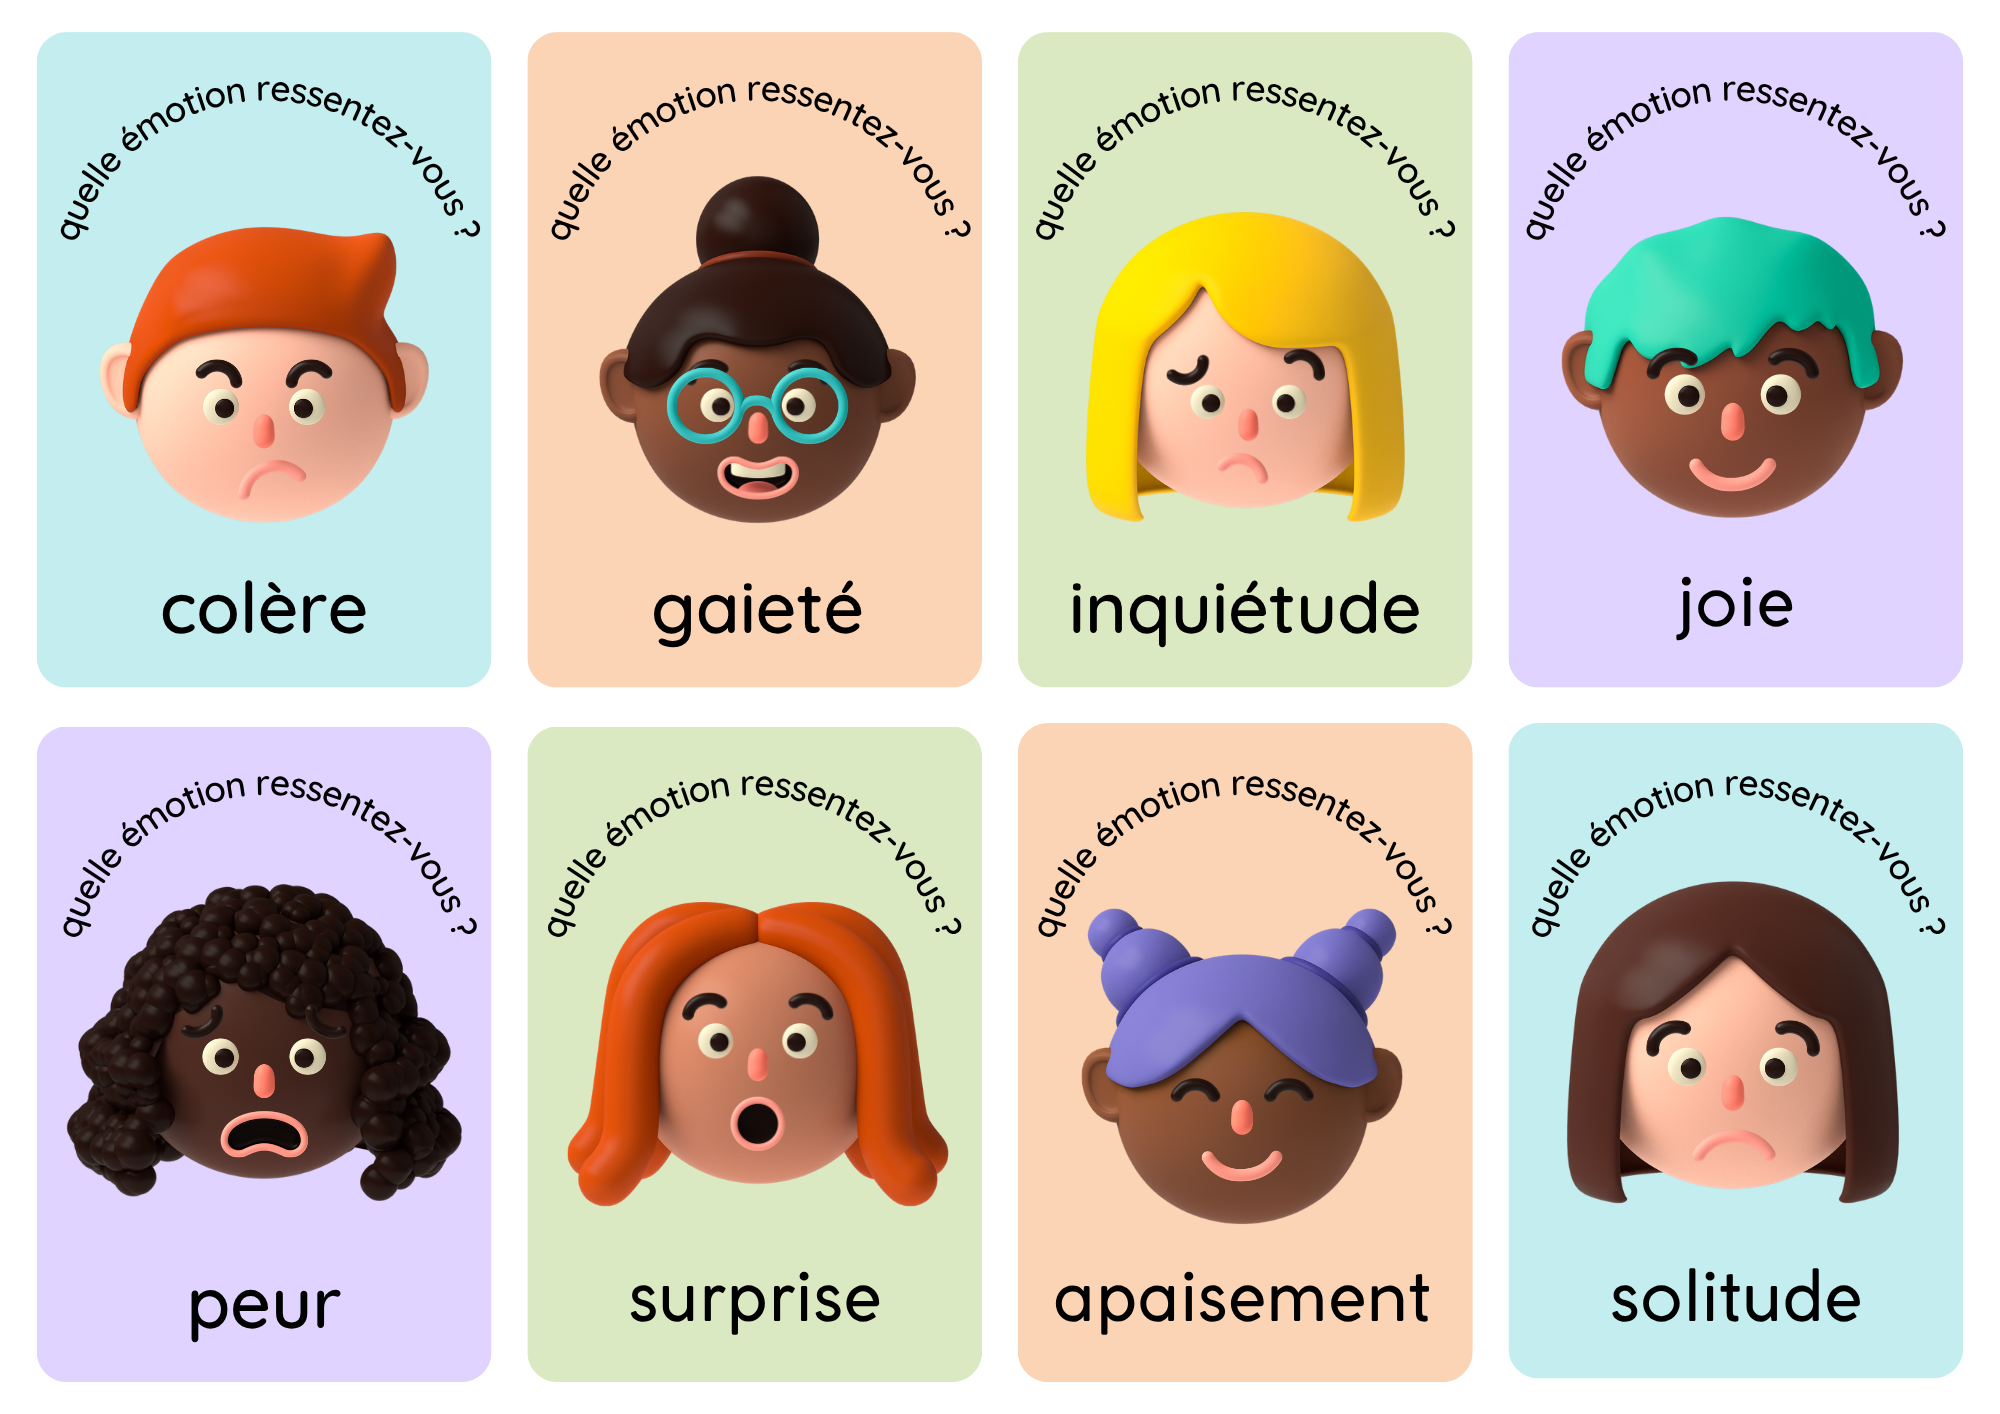 quelle émotion ressentez-vous ?
colère
quelle émotion ressentez-vous ?
gaieté
quelle émotion ressentez-vous ?
inquiétude
quelle émotion ressentez-vous ?
joie
quelle émotion ressentez-vous ?
peur
quelle émotion ressentez-vous ?
surprise
quelle émotion ressentez-vous ?
apaisement
quelle émotion ressentez-vous ?
solitude